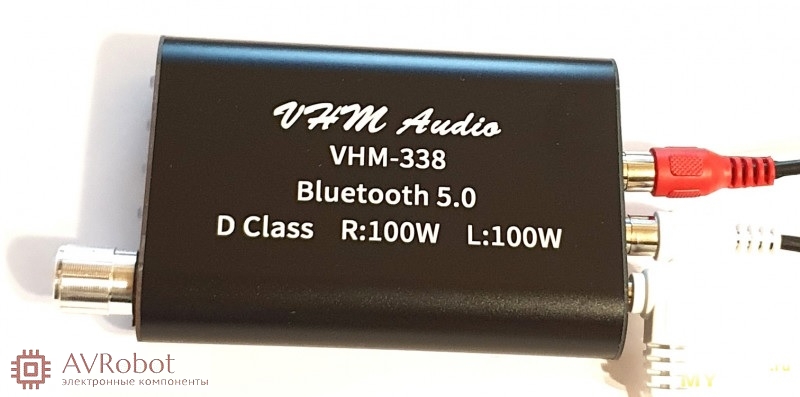 VHM Audio
VHM-338
Bluetooth 5.0
D Class R:100W L:100W
AVRobot
электронные компоненты